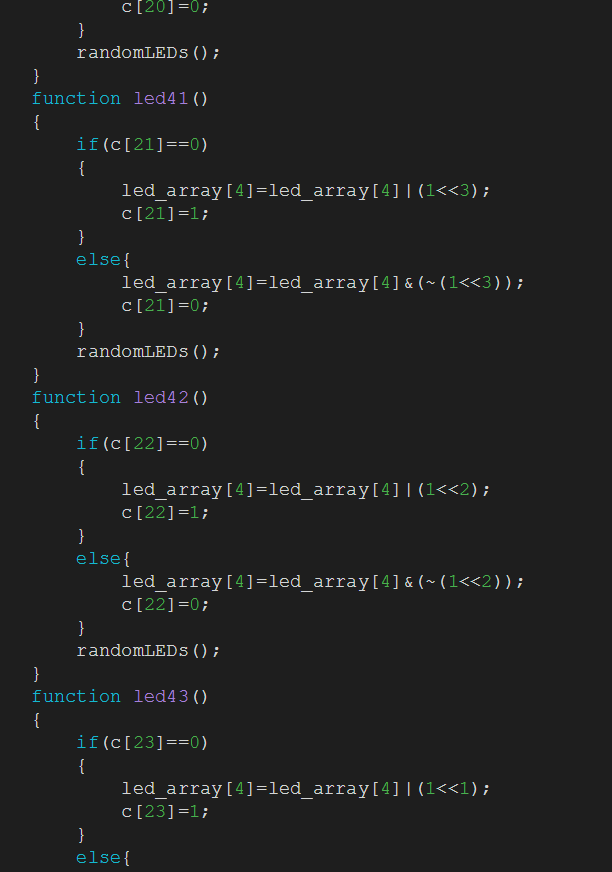 c[20]=0;
    }
    randomLEDs();
}
function led41()
{
    if(c[21]==0)
    {
        led_array[4]=led_array[4]|(1<<3);
        c[21]=1;
    }
    else{
        led_array[4]=led_array[4]&(~(1<<3));
        c[21]=0;
    }
    randomLEDs();
}
function led42()
{
    if(c[22]==0)
    {
        led_array[4]=led_array[4]|(1<<2);
        c[22]=1;
    }
    else{
        led_array[4]=led_array[4]&(~(1<<2));
        c[22]=0;
    }
    randomLEDs();
}
function led43()
{
    if(c[23]==0)
    {
        led_array[4]=led_array[4]|(1<<1);
        c[23]=1;
    }
    else{